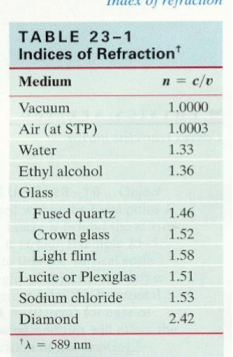 Index of refraction
TABLE 23–1
Indices of Refraction†
Medium n = c/v
Vacuum 1.0000
Air (at STP) 1.0003
Water 1.33
Ethyl alcohol 1.36
Glass
Fused quartz 1.46
Crown glass 1.52
Light flint 1.58
Lucite or Plexiglas 1.51
Sodium chloride 1.53
Diamond 2.42
†λ = 589 nm